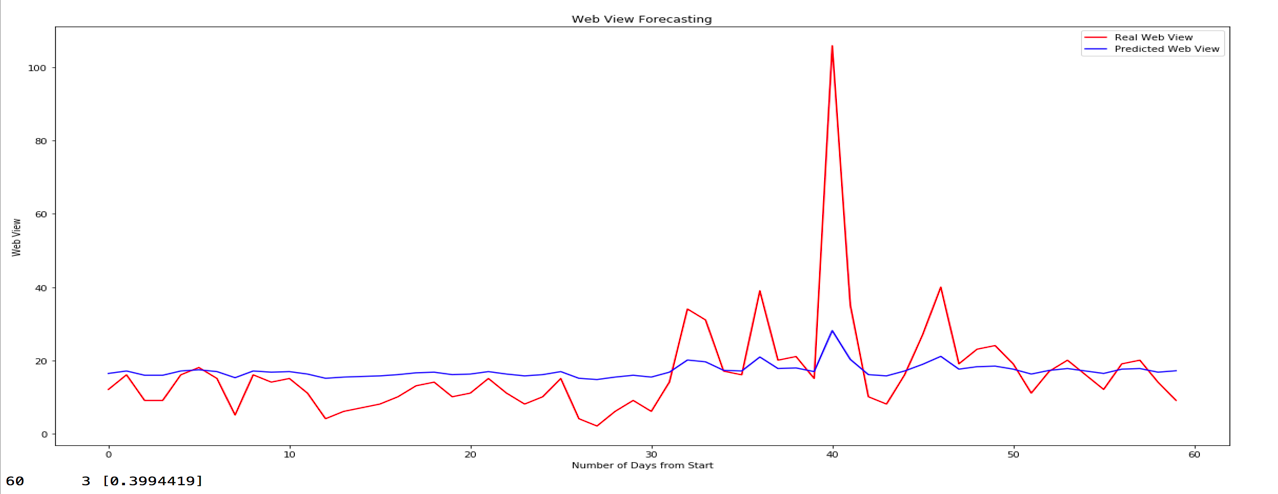 Web View Forecasting
Real Web View
Predicted Web View
100
80
60
40
20
0
Web View
0 10 20 30 40 50 60
Number of Days from Start
60 3 [0.3994419]